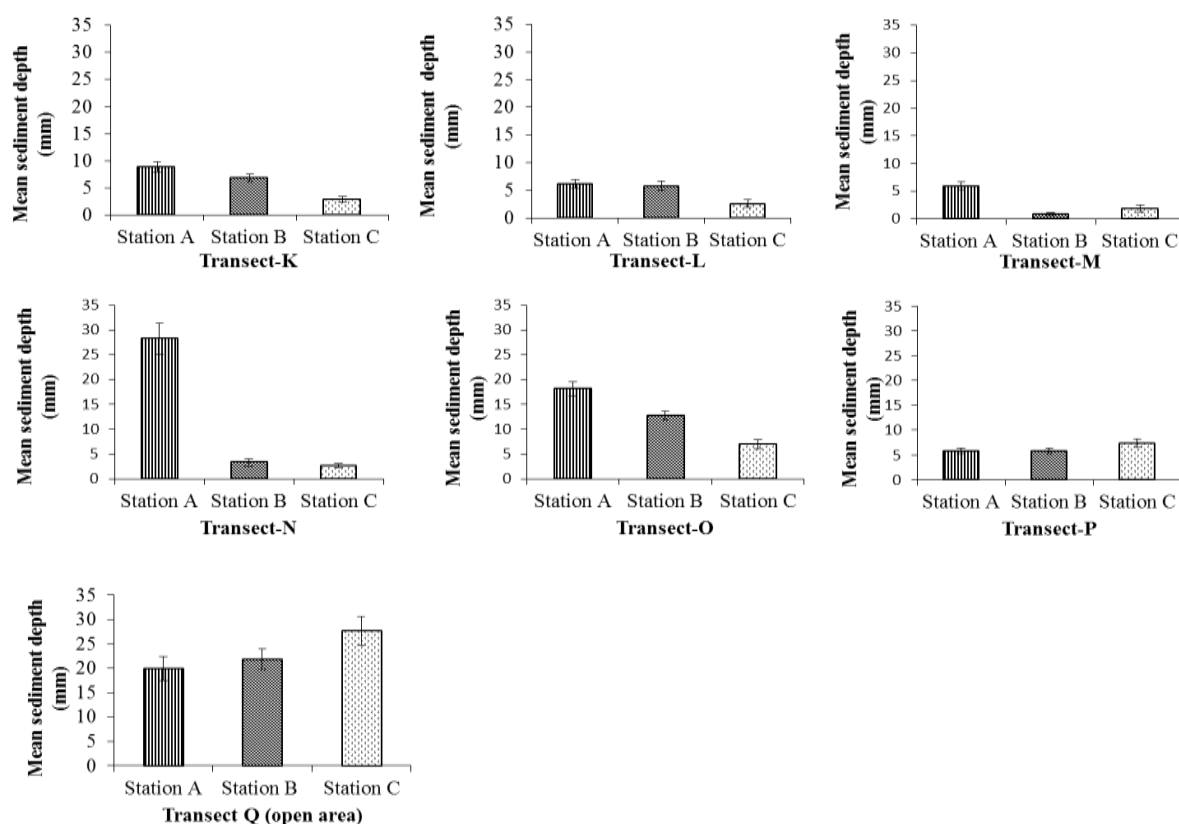 Mean sediment depth
(mm)
35
30
25
20
15
10
5
0
Station A Station B Station C
Transect-K
Mean sediment depth
(mm)
35
30
25
20
15
10
5
0
Station A Station B Station C
Transect-L
Mean sediment depth
(mm)
35
30
25
20
15
10
5
0
Station A Station B Station C
Transect-M
Mean sediment depth
(mm)
35
30
25
20
15
10
5
0
Station A Station B Station C
Transect-N
Mean sediment depth
(mm)
35
30
25
20
15
10
5
0
Station A Station B Station C
Transect-O
Mean sediment depth
(mm)
35
30
25
20
15
10
5
0
Station A Station B Station C
Transect-P
Mean sediment depth
(mm)
35
30
25
20
15
10
5
0
Station A Station B Station C
Transect Q (open area)